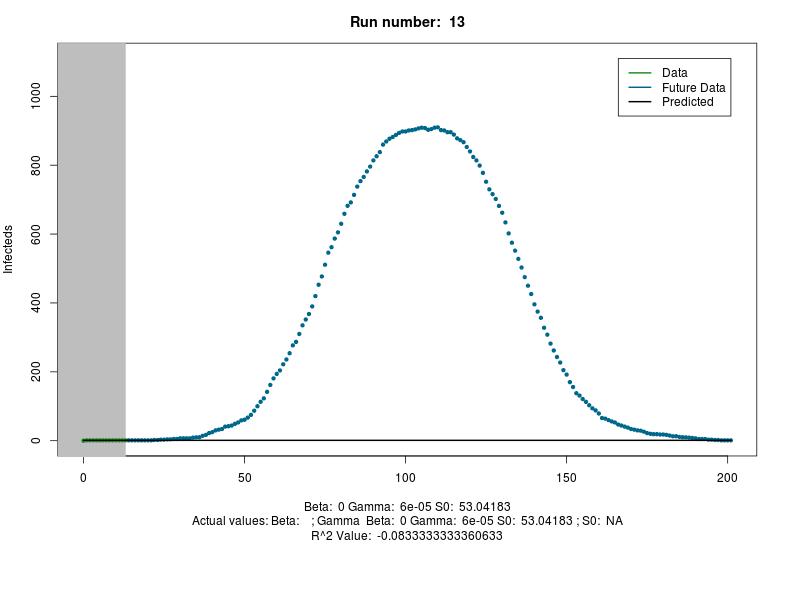 Run number: 13
Data
Future Data
Predicted
1000
800
600
400
200
0
Infecteds
0 50 100 150 200
Beta: 0 Gamma: 6e-05 S0: 53.04183
Actual values: Beta: ; Gamma Beta: 0 Gamma: 6e-05 S0: 53.04183 ; S0: NA
R^2 Value: -0.0833333333360633